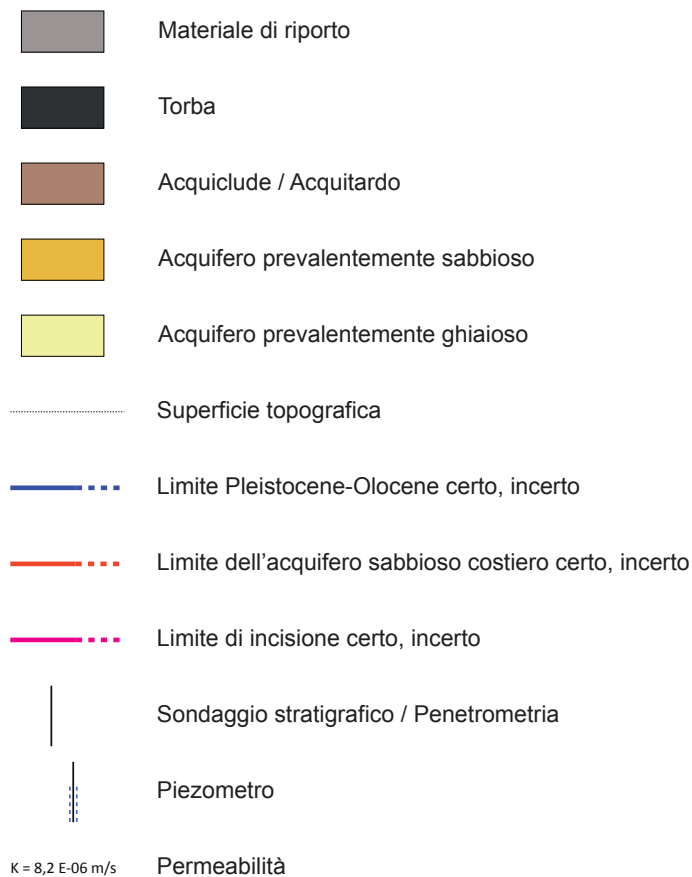 Materiale di riporto
Torba
Acquiclude / Acquitardo
Acquifero prevalentemente sabbioso
Acquifero prevalentemente ghiaioso
Superficie topografica
Limite Pleistocene-Olocene certo, incerto
Limite dell'acquifero sabbioso costiero certo, incerto
Limite di incisione certo, incerto
Sondaggio stratigrafico / Penetrometria
Piezometro
K = 8,2 E-06 m/s Permeabilità